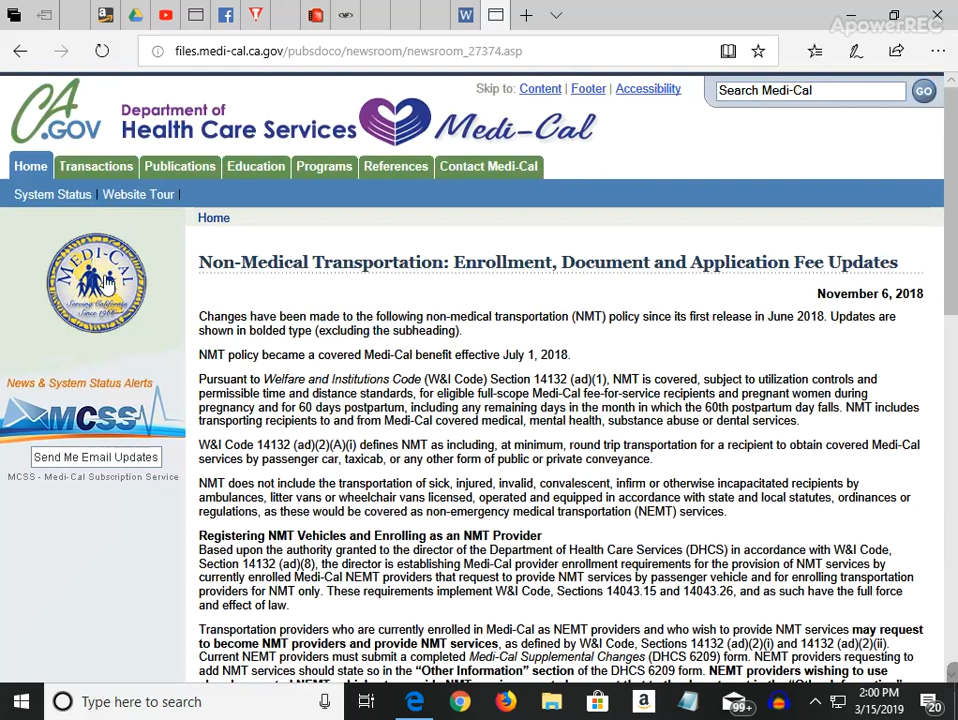 ApowerREC
files.medi-cal.ca.gov/pubsdoco/newsroom/newsroom_27374.asp
Skip to: Content | Footer | Accessibility
Search Medi-Cal
GO
CA.GOV
Department of
Health Care Services
Medi-Cal
Home Transactions Publications Education Programs References Contact Medi-Cal
System Status | Website Tour |
Home
MEDI-CAL
Serving California
Since 1966
Non-Medical Transportation: Enrollment, Document and Application Fee Updates
November 6, 2018
Changes have been made to the following non-medical transportation (NMT) policy since its first release in June 2018. Updates are
shown in bolded type (excluding the subheading).
NMT policy became a covered Medi-Cal benefit effective July 1, 2018.
Pursuant to Welfare and Institutions Code (W&I Code) Section 14132 (ad)(1), NMT is covered, subject to utilization controls and
permissible time and distance standards, for eligible full-scope Medi-Cal fee-for-service recipients and pregnant women during
pregnancy and for 60 days postpartum, including any remaining days in the month in which the 60th postpartum day falls. NMT includes
transporting recipients to and from Medi-Cal covered medical, mental health, substance abuse or dental services.
News & System Status Alerts
MCSS
Send Me Email Updates
MCSS - Medi-Cal Subscription Service
W&I Code 14132 (ad)(2)(A)(i) defines NMT as including, at minimum, round trip transportation for a recipient to obtain covered Medi-Cal
services by passenger car, taxicab, or any other form of public or private conveyance.
NMT does not include the transportation of sick, injured, invalid, convalescent, infirm or otherwise incapacitated recipients by
ambulances, litter vans or wheelchair vans licensed, operated and equipped in accordance with state and local statutes, ordinances or
regulations, as these would be covered as non-emergency medical transportation (NEMT) services.
Registering NMT Vehicles and Enrolling as an NMT Provider
Based upon the authority granted to the director of the Department of Health Care Services (DHCS) in accordance with W&I Code,
Section 14132 (ad)(8), the director is establishing Medi-Cal provider enrollment requirements for the provision of NMT services by
currently enrolled Medi-Cal NEMT providers that request to provide NMT services by passenger vehicle and for enrolling transportation
providers for NMT only. These requirements implement W&I Code, Sections 14043.15 and 14043.26, and as such have the full force
and effect of law.
Transportation providers who are currently enrolled in Medi-Cal as NEMT providers and who wish to provide NMT services may request
to become NMT providers and provide NMT services, as defined by W&I Code, Sections 14132 (ad)(2)(i) and 14132 (ad)(2)(ii).
Current NEMT providers must submit a completed Medi-Cal Supplemental Changes (DHCS 6209) form. NEMT providers requesting to
add NMT services should state so in the "Other Information" section of the DHCS 6209 form. NEMT providers wishing to use
Type here to search
99+
2:00 PM
3/15/2019
20